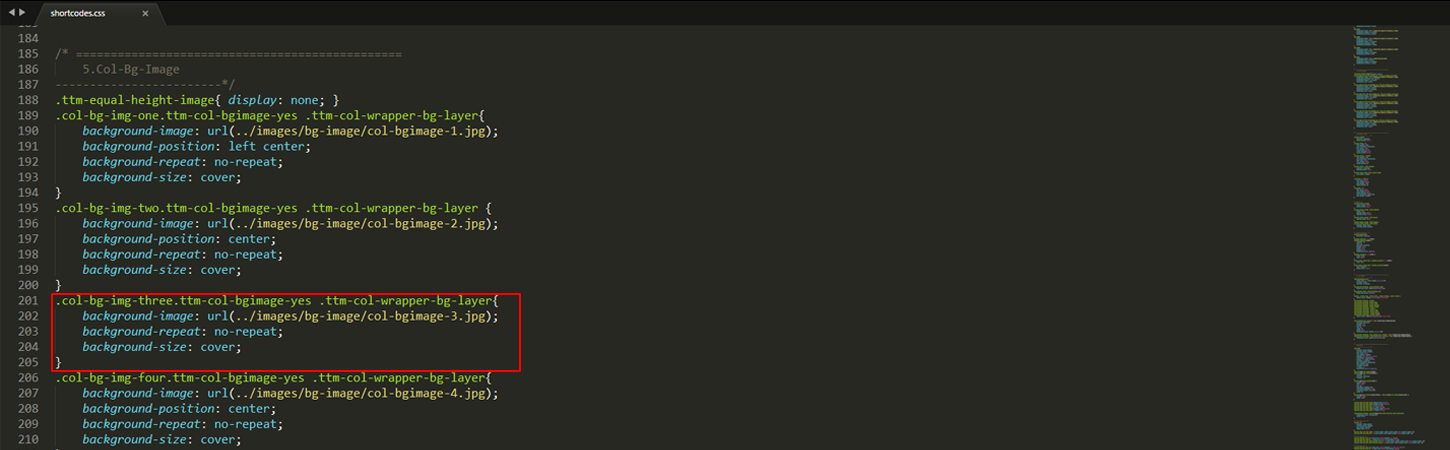 shortcodes.css ×
183
184
185 /* ===============================================
186     5.Col-Bg-Image
187 ------------------------*/
188 .ttm-equal-height-image{ display: none; }
189 .col-bg-img-one.ttm-col-bgimage-yes .ttm-col-wrapper-bg-layer{
190     background-image: url(../images/bg-image/col-bgimage-1.jpg);
191     background-position: left center;
192     background-repeat: no-repeat;
193     background-size: cover;
194 }
195 .col-bg-img-two.ttm-col-bgimage-yes .ttm-col-wrapper-bg-layer {
196     background-image: url(../images/bg-image/col-bgimage-2.jpg);
197     background-position: center;
198     background-repeat: no-repeat;
199     background-size: cover;
200 }
201 .col-bg-img-three.ttm-col-bgimage-yes .ttm-col-wrapper-bg-layer{
202     background-image: url(../images/bg-image/col-bgimage-3.jpg);
203     background-repeat: no-repeat;
204     background-size: cover;
205 }
206 .col-bg-img-four.ttm-col-bgimage-yes .ttm-col-wrapper-bg-layer{
207     background-image: url(../images/bg-image/col-bgimage-4.jpg);
208     background-position: center;
209     background-repeat: no-repeat;
210     background-size: cover;